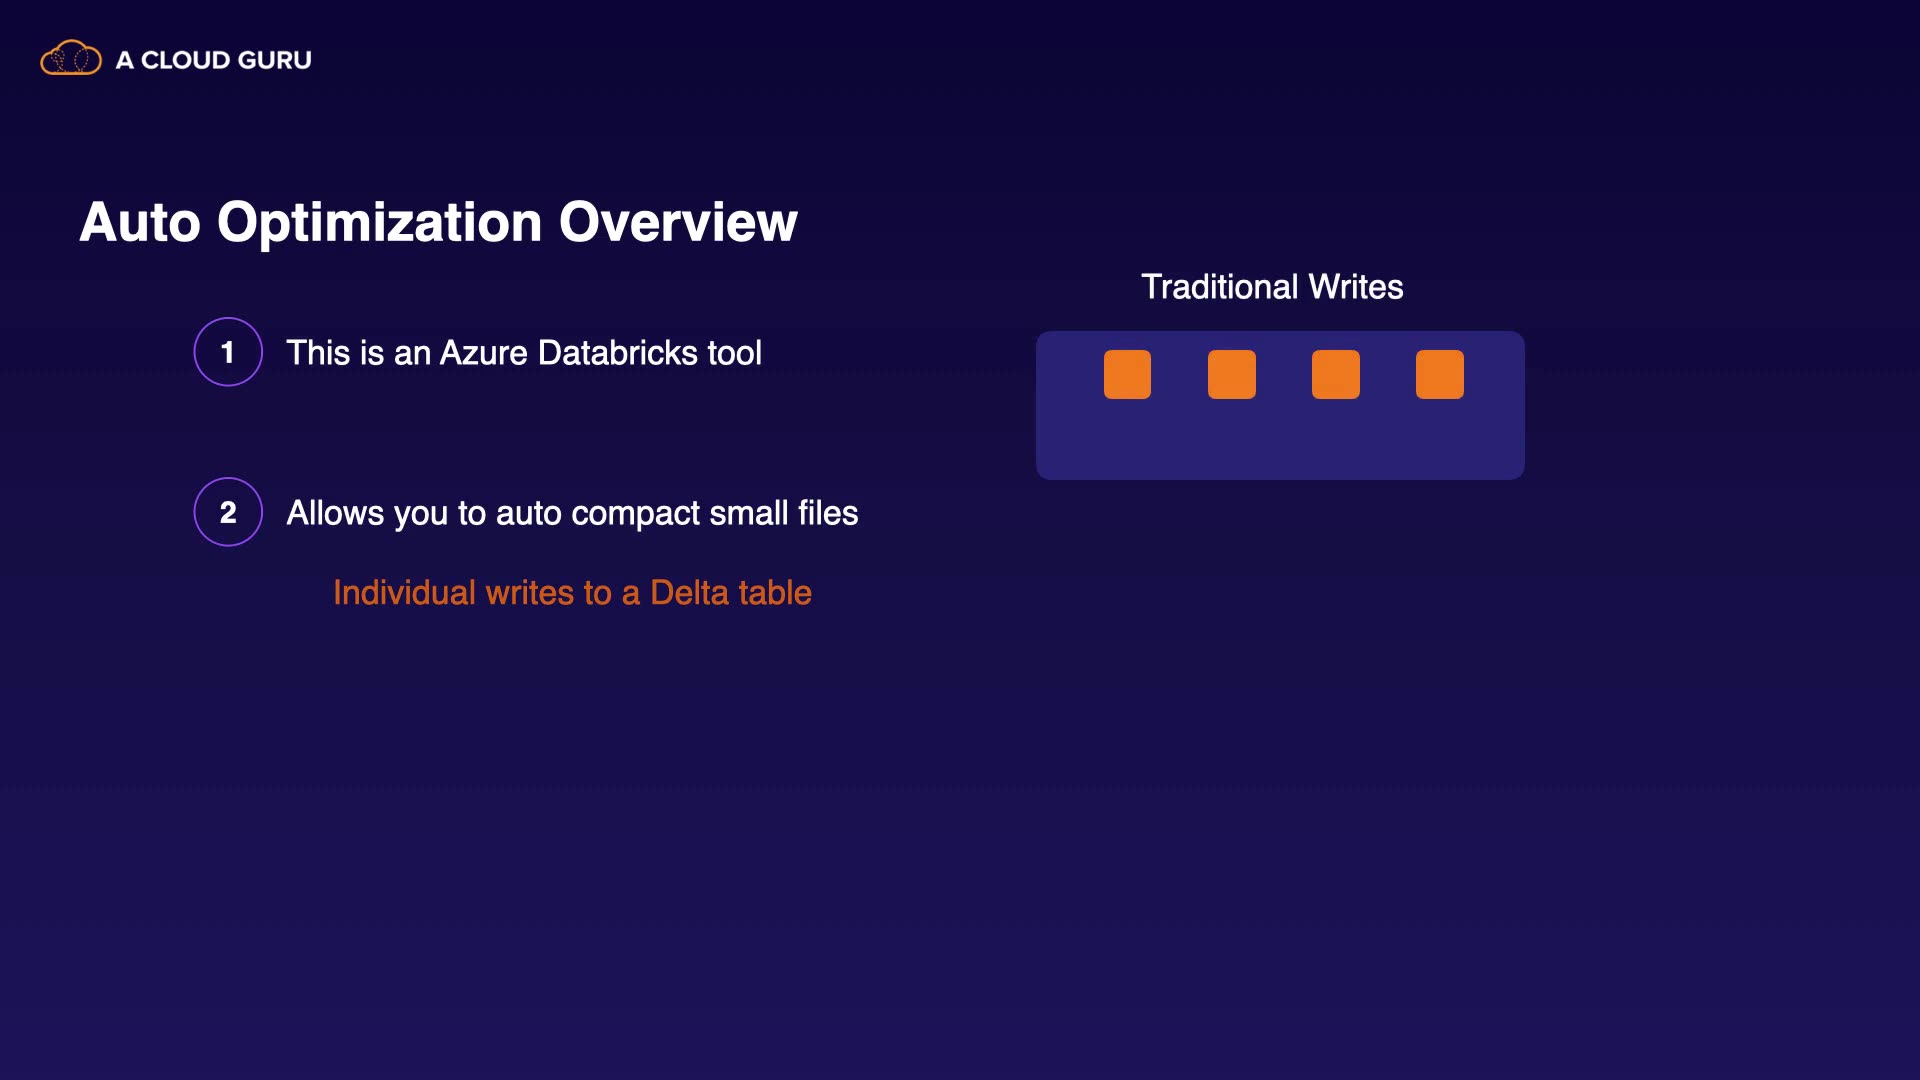 A CLOUD GURU
Auto Optimization Overview
1 This is an Azure Databricks tool
2 Allows you to auto compact small files
Individual writes to a Delta table
Traditional Writes